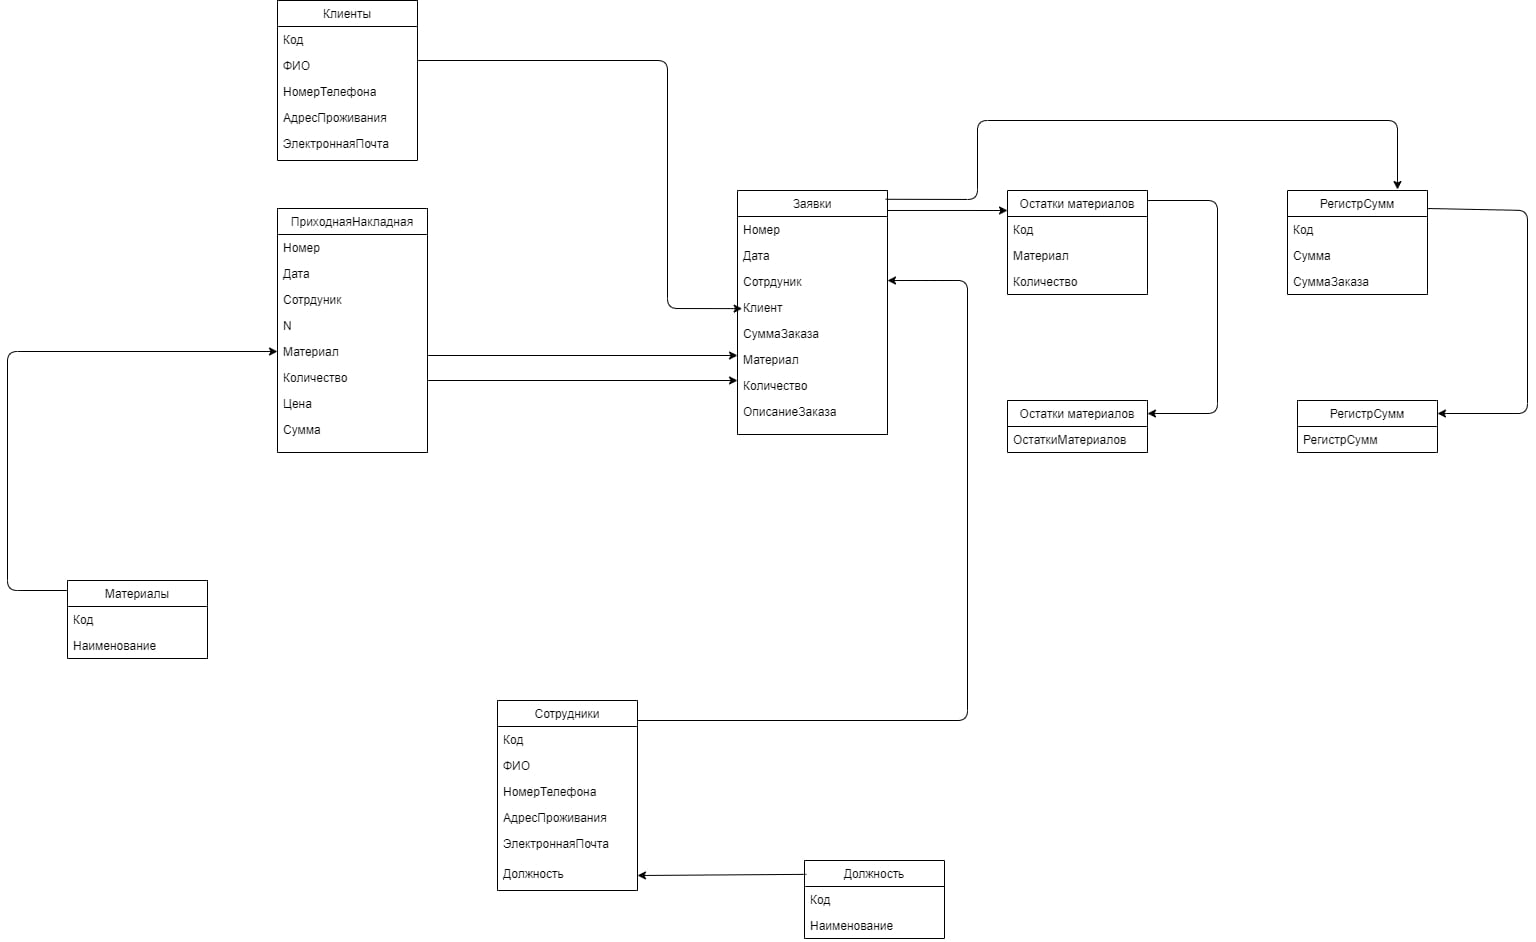 Клиенты
Код
ФИО
НомерТелефона
АдресПроживания
ЭлектроннаяПочта
ПриходнаяНакладная
Номер
Дата
Сотрдуник
N
Материал
Количество
Цена
Сумма
Заявки
Номер
Дата
Сотрдуник
Клиент
СуммаЗаказа
Материал
Количество
ОписаниеЗаказа
Остатки материалов
Код
Материал
Количество
РегистрСумм
Код
Сумма
СуммаЗаказа
Остатки материалов
ОстаткиМатериалов
РегистрСумм
РегистрСумм
Материалы
Код
Наименование
Сотрудники
Код
ФИО
НомерТелефона
АдресПроживания
ЭлектроннаяПочта
Должность
Должность
Код
Наименование